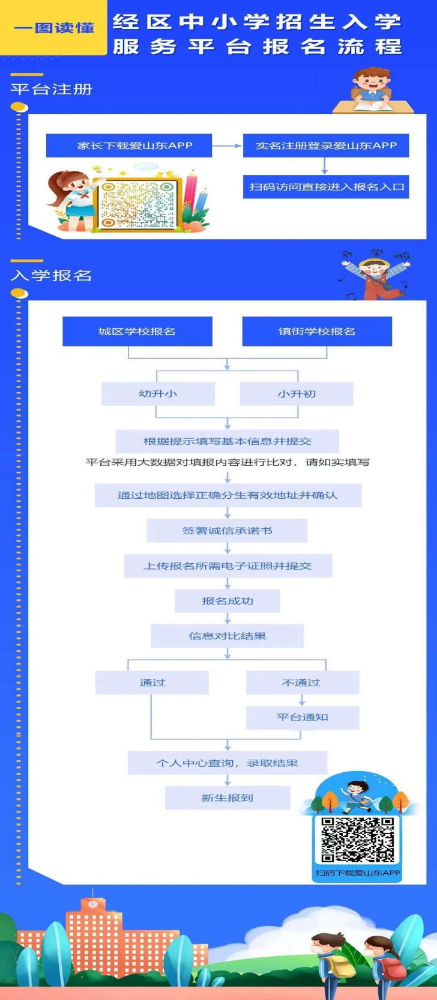 一图读懂
经区中小学招生入学
服务平台报名流程
平台注册
家长下载爱山东APP
实名注册登录爱山东APP
扫码访问直接进入报名入口
开学啦
入学报名
城区学校报名
镇街学校报名
幼升小
小升初
根据提示填写基本信息并提交
平台采用大数据对填报内容进行比对，请如实填写
通过地图选择正确分生有效地址并确认
签署诚信承诺书
上传报名所需电子证照并提交
报名成功
信息对比结果
通过
不通过
平台通知
个人中心查询，录取结果
新生报到
扫码下载爱山东APP